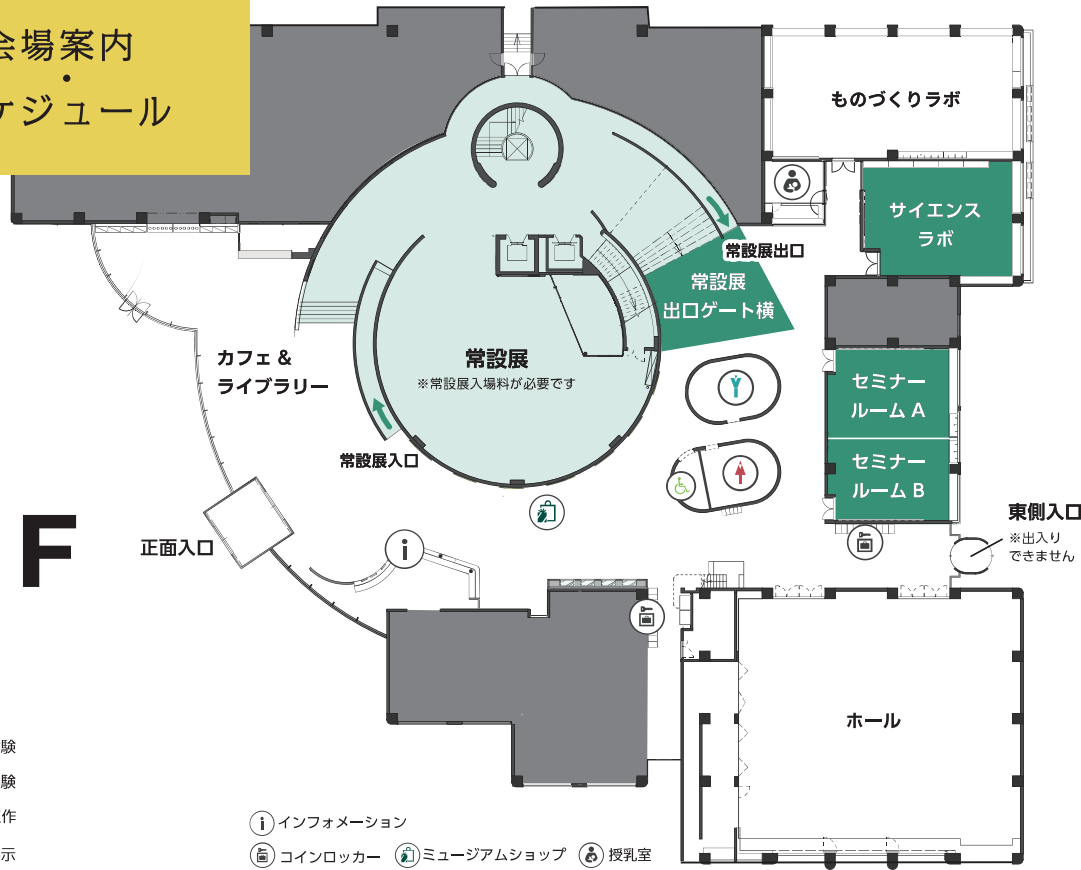 会場案内
・
ケジュール
ものづくりラボ
サイエンス
ラボ
常設展出口
常設展
出口ゲート横
カフェ &
ライブラリー
常設展
※常設展入場料が必要です
セミナー
ルーム A
常設展入口
セミナー
ルーム B
東側入口
※出入り
できません
F
正面入口
i
ホール
験
験
作
示
i インフォメーション
コインロッカー
ミュージアムショップ
授乳室